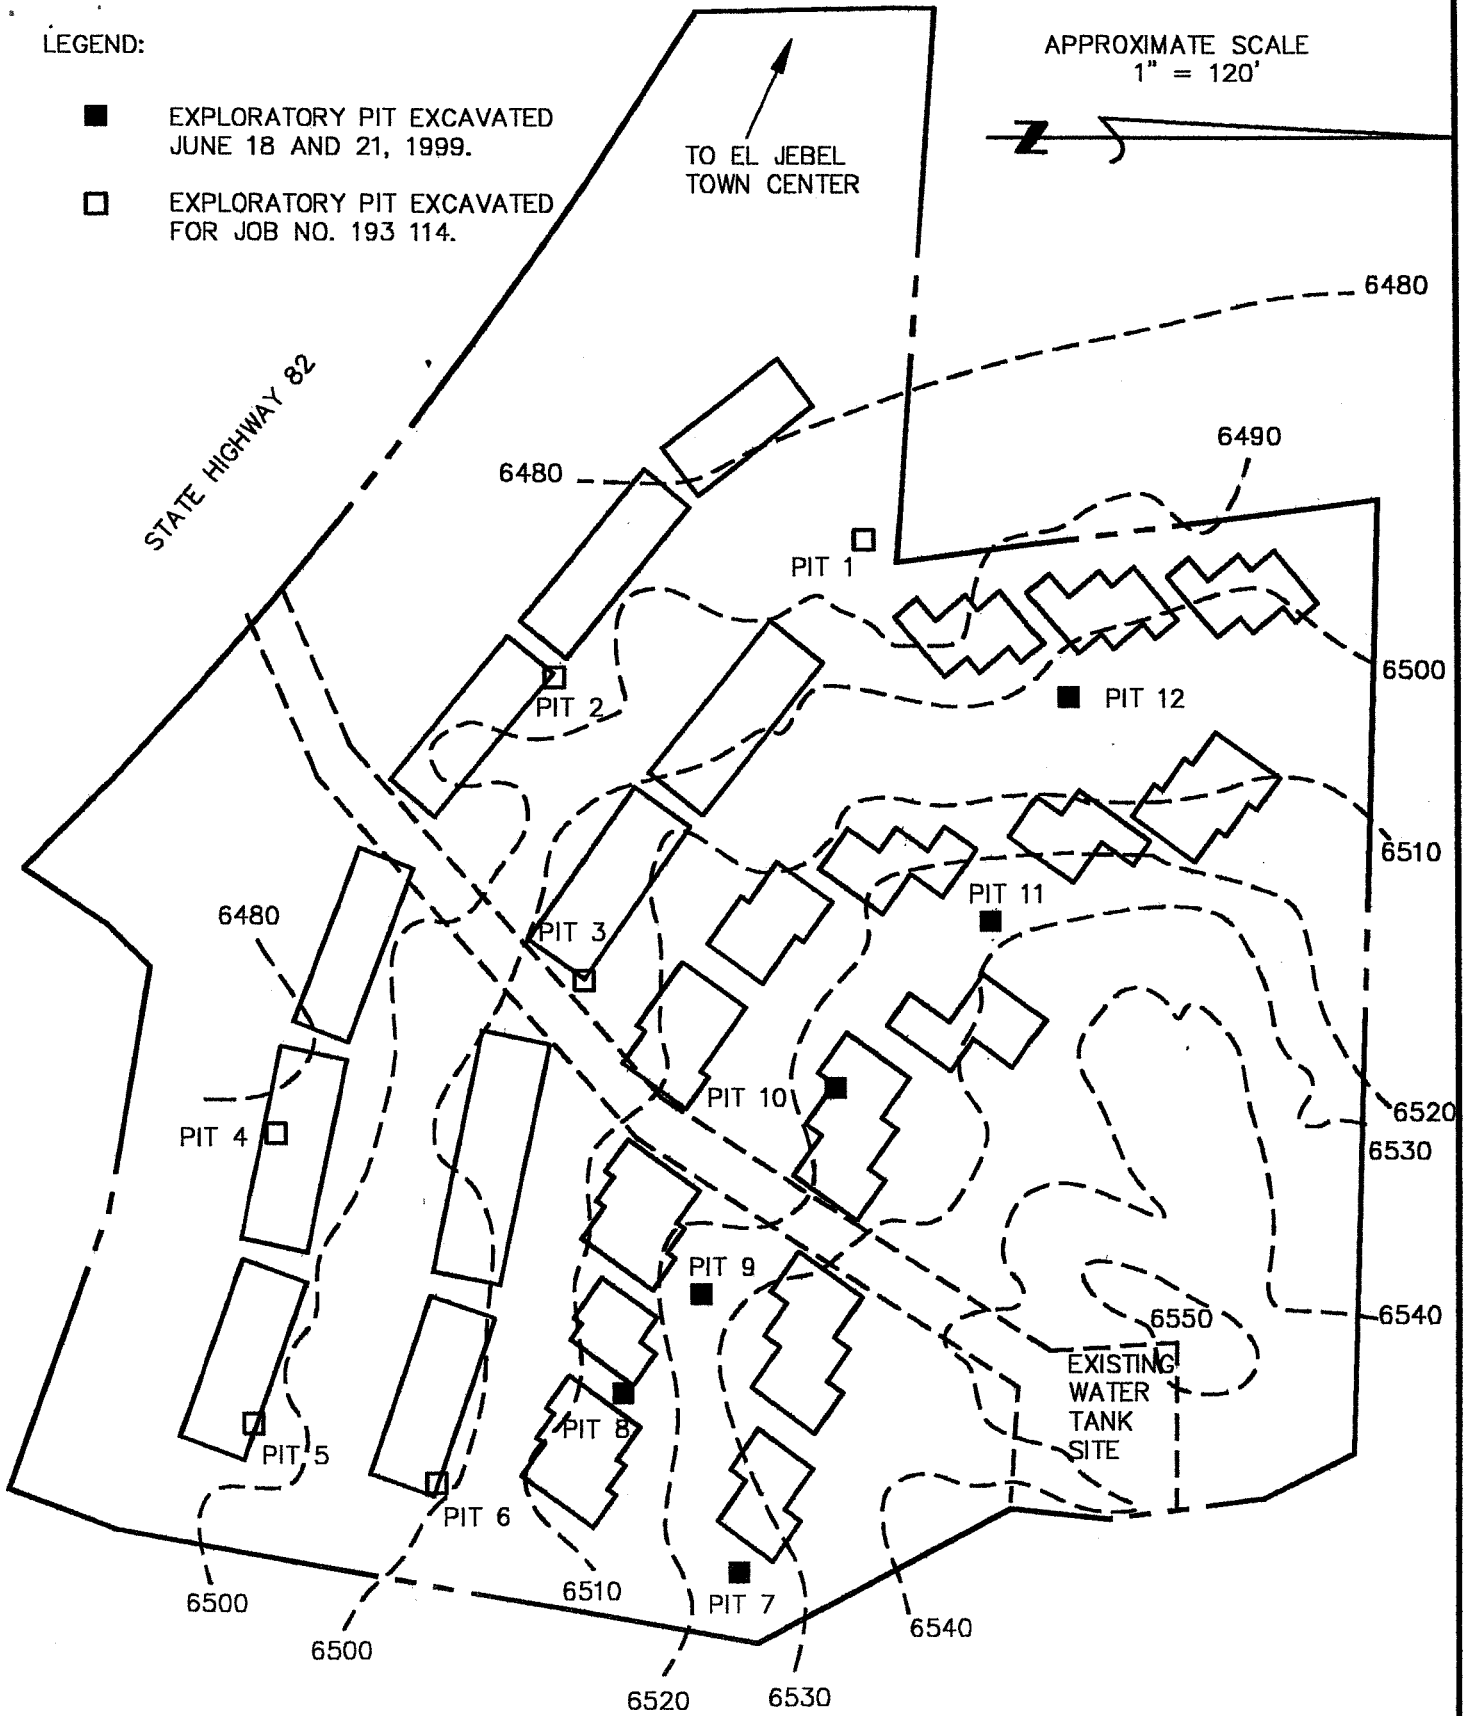 LEGEND:
EXPLORATORY PIT EXCAVATED
JUNE 18 AND 21, 1999.
EXPLORATORY PIT EXCAVATED
FOR JOB NO. 193 114.
APPROXIMATE SCALE
1" = 120'
Z
TO EL JEBEL
TOWN CENTER
STATE HIGHWAY 82
6480
6490
6480
PIT 1
6500
PIT 2
PIT 12
6510
PIT 11
6480
PIT 3
PIT 10
6520
PIT 4
6530
PIT 9
6550
6540
EXISTING
WATER
TANK
SITE
PIT 8
PIT 5
PIT 6
6510
6500
PIT 7
6540
6500
6520
6530